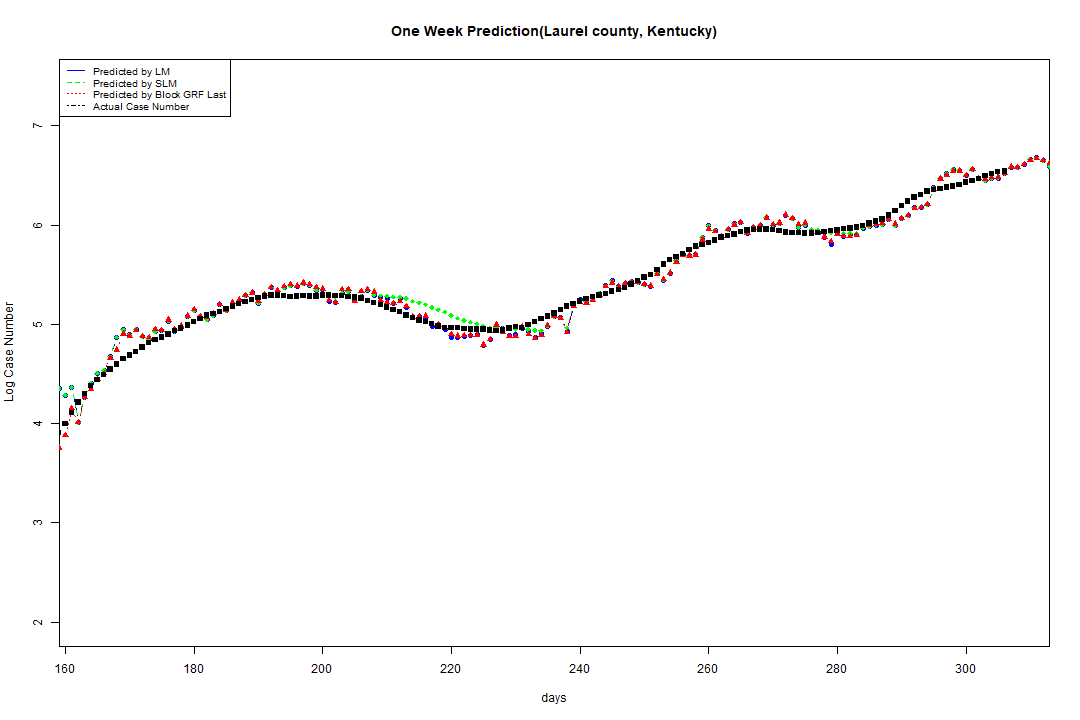 One Week Prediction(Laurel county, Kentucky)
Predicted by LM
Predicted by SLM
Predicted by Block GRF Last
Actual Case Number
Log Case Number
7
6
5
4
3
2
160 180 200 220 240 260 280 300
days